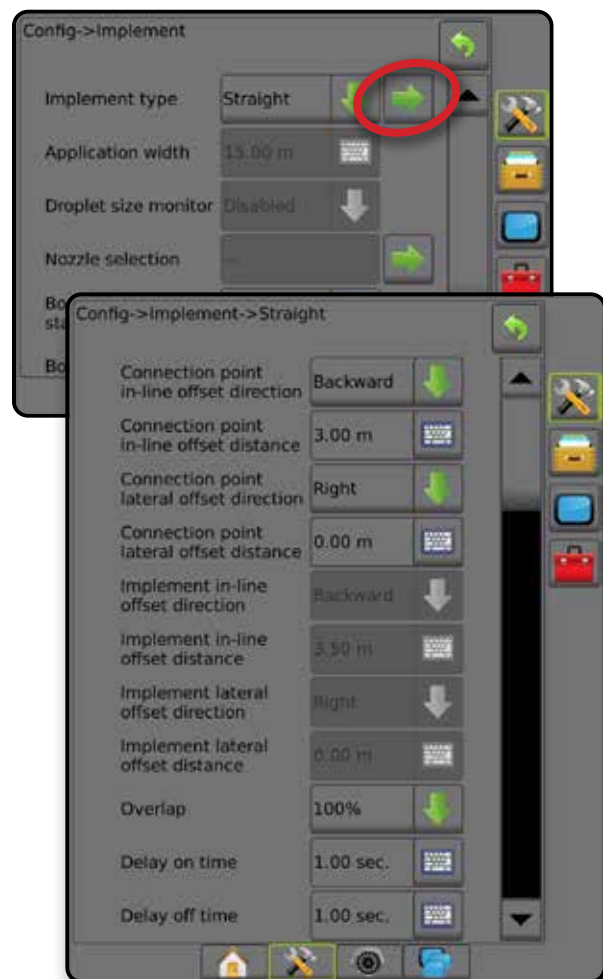 Config->Implement
Implement type Straight
Application width 15.00 m
Droplet size monitor Disabled
Nozzle selection ---
Bo
sta
Bo
Config->Implement->Straight
Connection point
in-line offset direction Backward
Connection point
in-line offset distance 3.00 m
Connection point
lateral offset direction Right
Connection point
lateral offset distance 0.00 m
Implement in-line
offset direction Backward
Implement in-line
offset distance 3.50 m
Implement lateral
offset direction Right
Implement lateral
offset distance 0.00 m
Overlap 100%
Delay on time 1.00 sec.
Delay off time 1.00 sec.